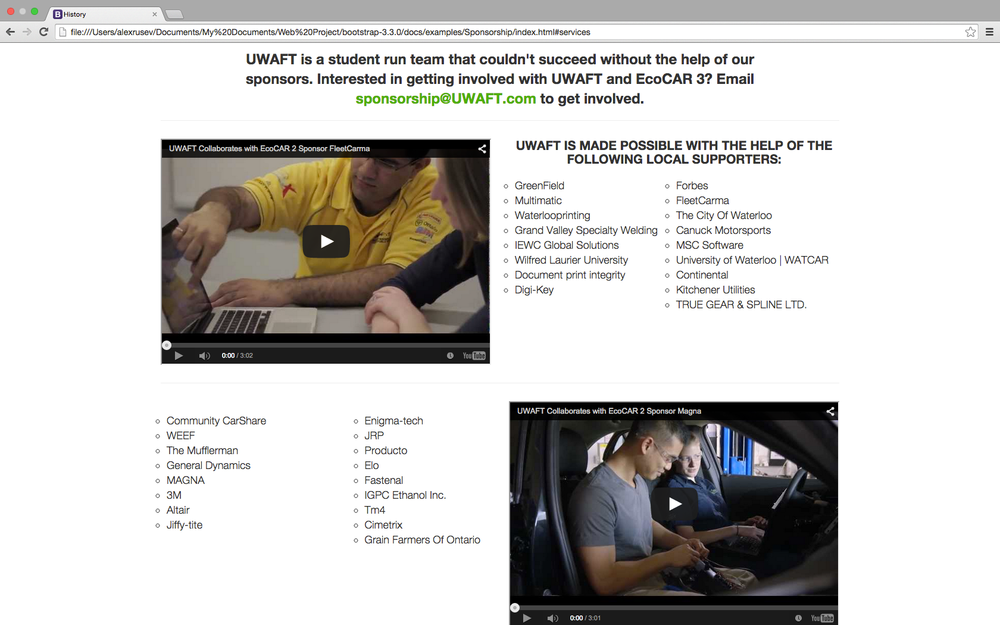 History
file:///Users/alexrusev/Documents/My%20Documents/Web%20Project/bootstrap-3.3.0/docs/examples/Sponsorship/index.html#services
UWAFT is a student run team that couldn't succeed without the help of our
sponsors. Interested in getting involved with UWAFT and EcoCAR 3? Email
sponsorship@UWAFT.com to get involved.
UWAFT Collaborates with EcoCAR 2 Sponsor FleetCarma
0:00 / 3:02
YouTube
UWAFT IS MADE POSSIBLE WITH THE HELP OF THE
FOLLOWING LOCAL SUPPORTERS:
GreenField
Multimatic
Waterlooprinting
Grand Valley Specialty Welding
IEWC Global Solutions
Wilfred Laurier University
Document print integrity
Digi-Key
Forbes
FleetCarma
The City Of Waterloo
Canuck Motorsports
MSC Software
University of Waterloo | WATCAR
Continental
Kitchener Utilities
TRUE GEAR & SPLINE LTD.
Community CarShare
WEEF
The Mufflerman
General Dynamics
MAGNA
3M
Altair
Jiffy-tite
Enigma-tech
JRP
Producto
Elo
Fastenal
IGPC Ethanol Inc.
Tm4
Cimetrix
Grain Farmers Of Ontario
UWAFT Collaborates with EcoCAR 2 Sponsor Magna
0:00 / 3:01
YouTube